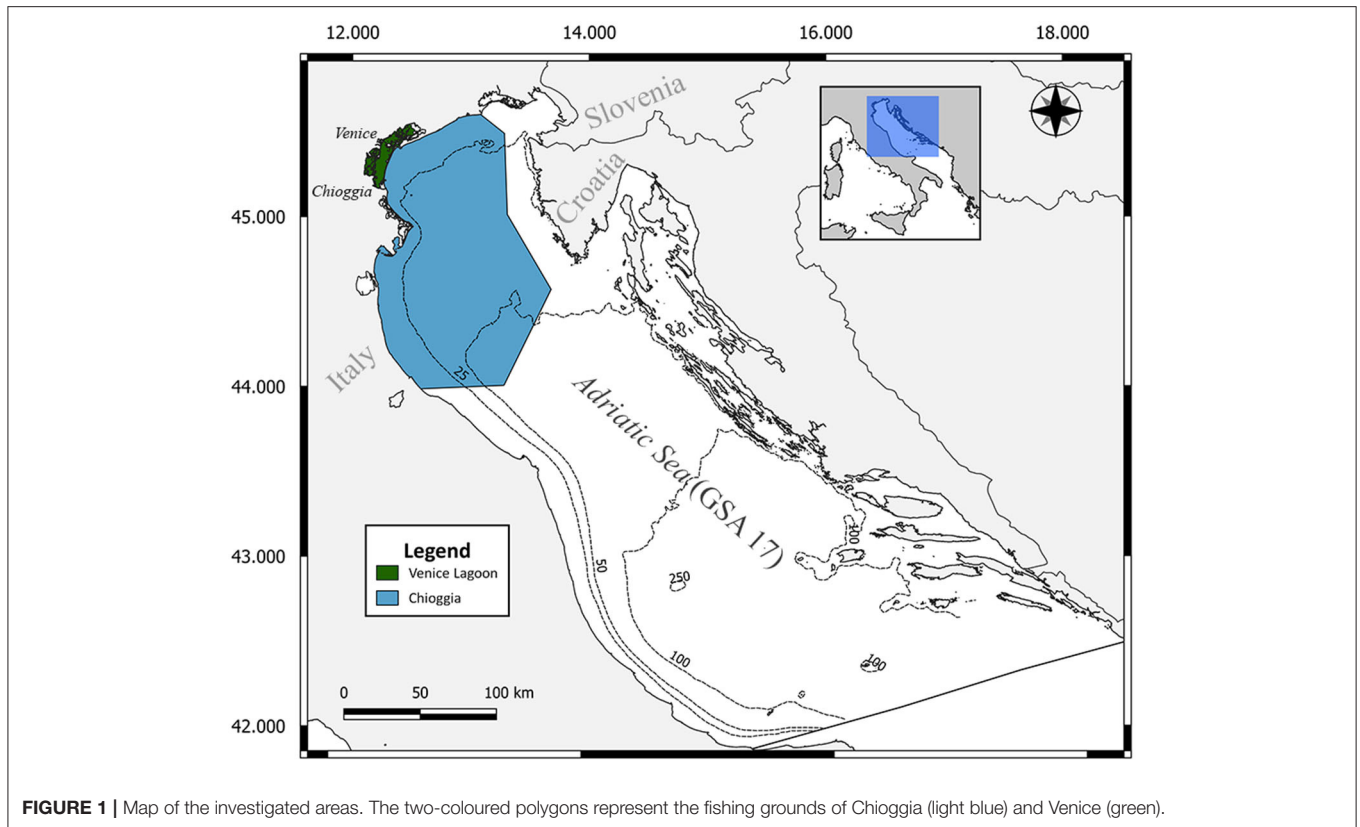 12.000
14.000
16.000
18.000
Slovenia
Venice
Croatia
Chioggia
45.000
Italy
25
44.000
Adriatic Sea (GSA 17)
100
43.000
50
250
Legend
Venice Lagoon
Chioggia
100
100
0 50 100 km
42.000
FIGURE 1 | Map of the investigated areas. The two-coloured polygons represent the fishing grounds of Chioggia (light blue) and Venice (green).